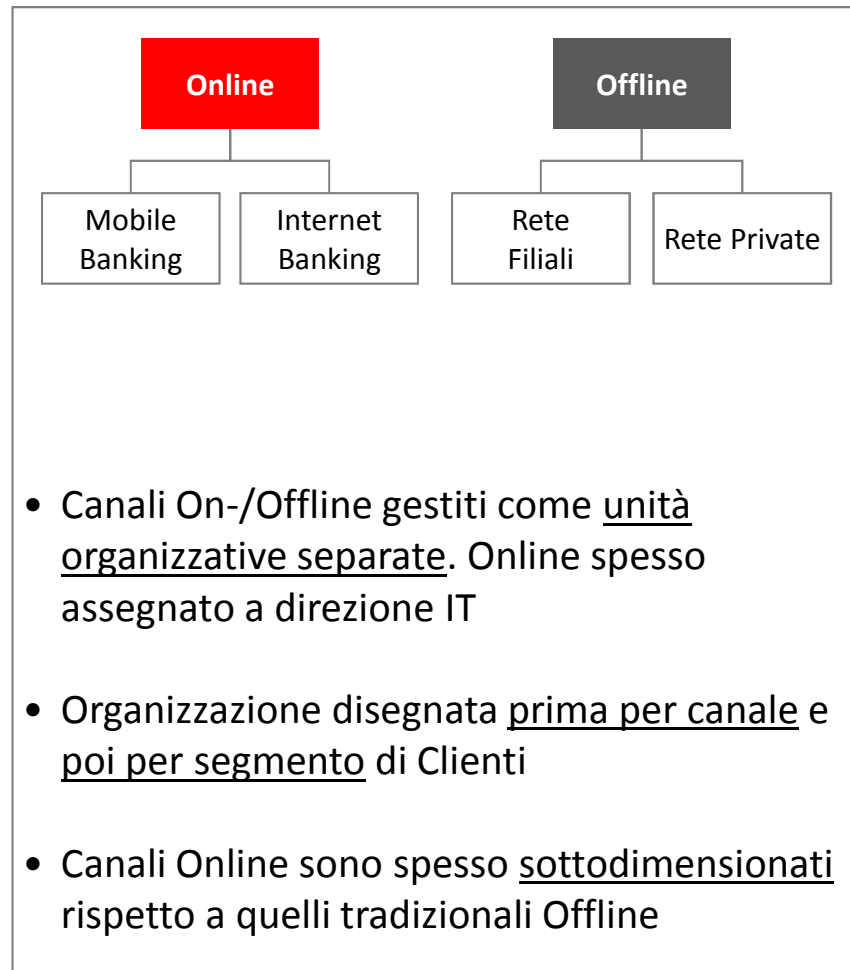 Online
Offline
Mobile
Banking
Internet
Banking
Rete
Filiali
Rete Private
• Canali On-/Offline gestiti come unità
organizzative separate. Online spesso
assegnato a direzione IT
• Organizzazione disegnata prima per canale e
poi per segmento di Clienti
• Canali Online sono spesso sottodimensionati
rispetto a quelli tradizionali Offline